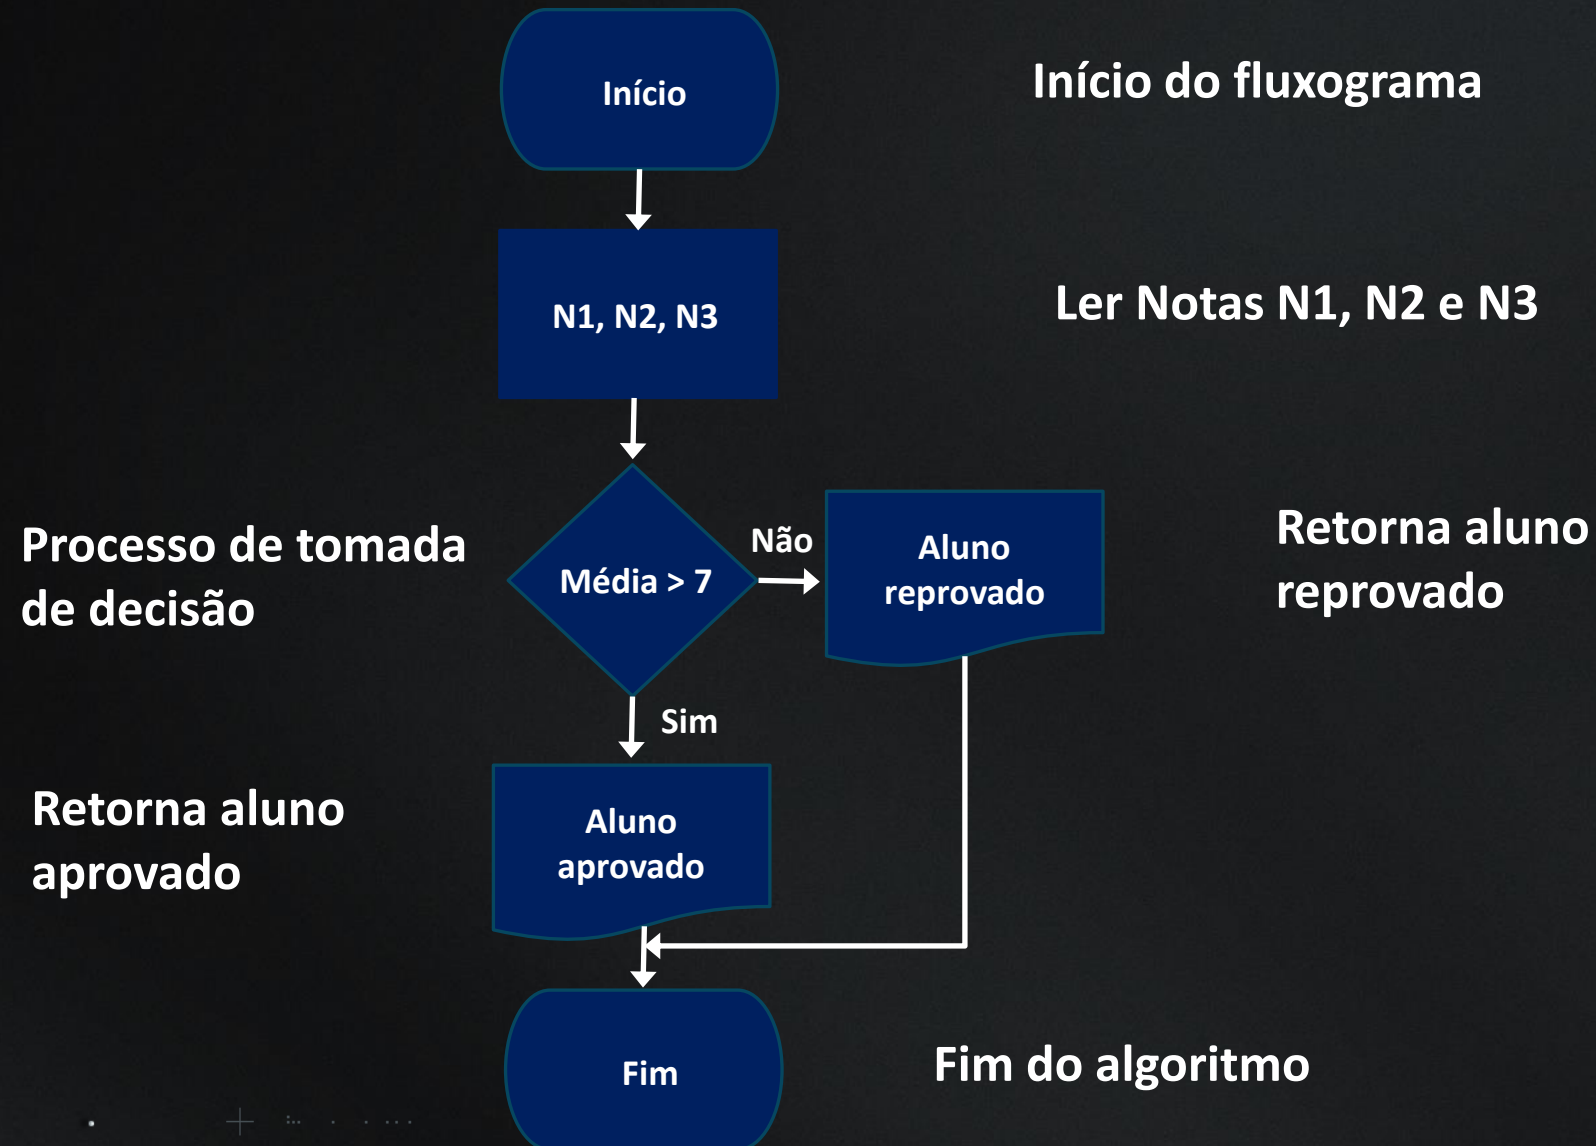 Início
Início do fluxograma
N1, N2, N3
Ler Notas N1, N2 e N3
Processo de tomada
de decisão
Média > 7
Não
Aluno
reprovado
Retorna aluno
reprovado
Sim
Retorna aluno
aprovado
Aluno
aprovado
Fim
Fim do algoritmo